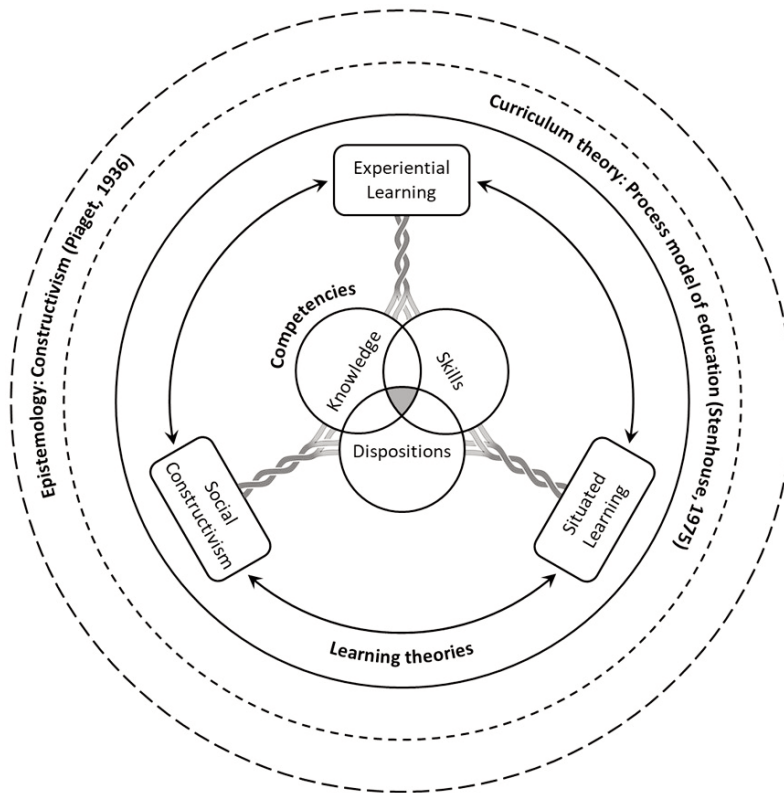 Epistemology: Constructivism (Piaget, 1936)
Curriculum theory: Process model of education (Stenhouse, 1975)
Experiential
Learning
Competencies
Knowledge
Skills
Dispositions
Social
Constructivism
Situated
Learning
Learning theories